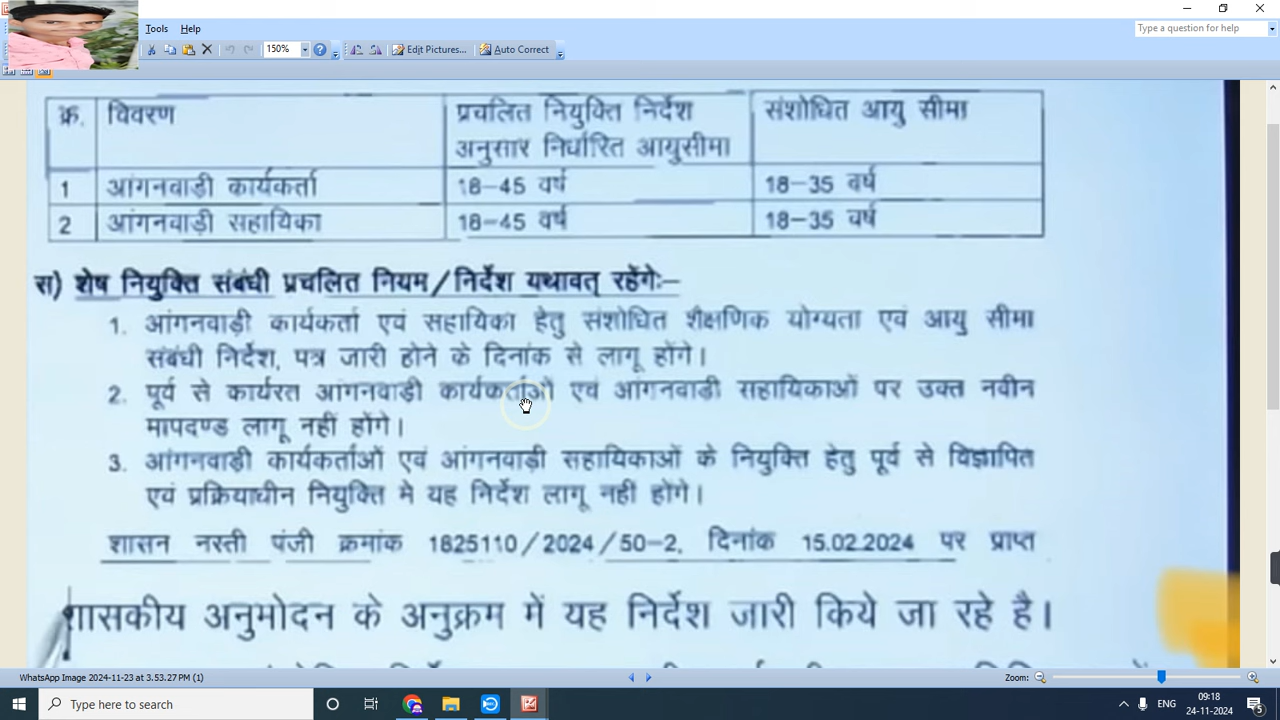 Tools Help
Type a question for help
150%
Edit Pictures...
Auto Correct
क्र. विवरण प्रचलित नियुक्ति निर्देश संशोधित आयु सीमा
अनुसार निर्धारित आयुसीमा
1 आंगनवाड़ी कार्यकर्ता 18-45 वर्ष 18-35 वर्ष
2 आंगनवाड़ी सहायिका 18-45 वर्ष 18-35 वर्ष
स) शेष नियुक्ति संबंधी प्रचलित नियम/निर्देश यथावत् रहेंगेः-
1. आंगनवाड़ी कार्यकर्ता एवं सहायिका हेतु संशोधित शैक्षणिक योग्यता एवं आयु सीमा
संबंधी निर्देश, पत्र जारी होने के दिनांक से लागू होंगे।
2. पूर्व से कार्यरत आंगनवाड़ी कार्यकर्ताओं एवं आंगनवाडी सहायिकाओं पर उक्त नवीन
मापदण्ड लागू नहीं होंगे।
3. आंगनवाड़ी कार्यकर्ताओं एवं आंगनवाड़ी सहायिकाओं के नियुक्ति हेतु पूर्व से विज्ञापित
एवं प्रक्रियाधीन नियुक्ति मे यह निर्देश लागू नही होंगे।
शासन नस्ती पंजी क्रमांक 1825110/2024/50-2, दिनांक 15.02.2024 पर प्राप्त
शासकीय अनुमोदन के अनुक्रम में यह निर्देश जारी किये जा रहे है।
WhatsApp Image 2024-11-23 at 3.53.27 PM (1)
Zoom:
Type here to search
ENG
09:18
24-11-2024
5